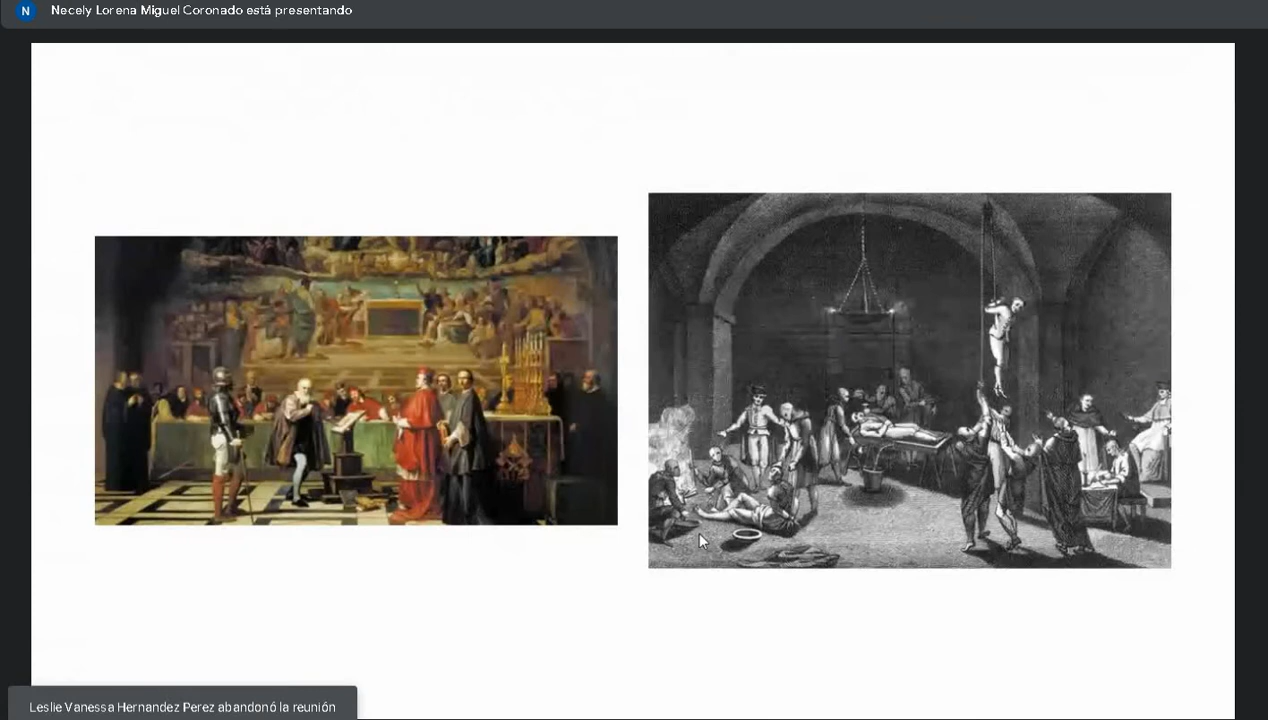 N
Necely Lorena Miguel Coronado está presentando
Leslie Vanessa Hernandez Perez abandonó la reunión